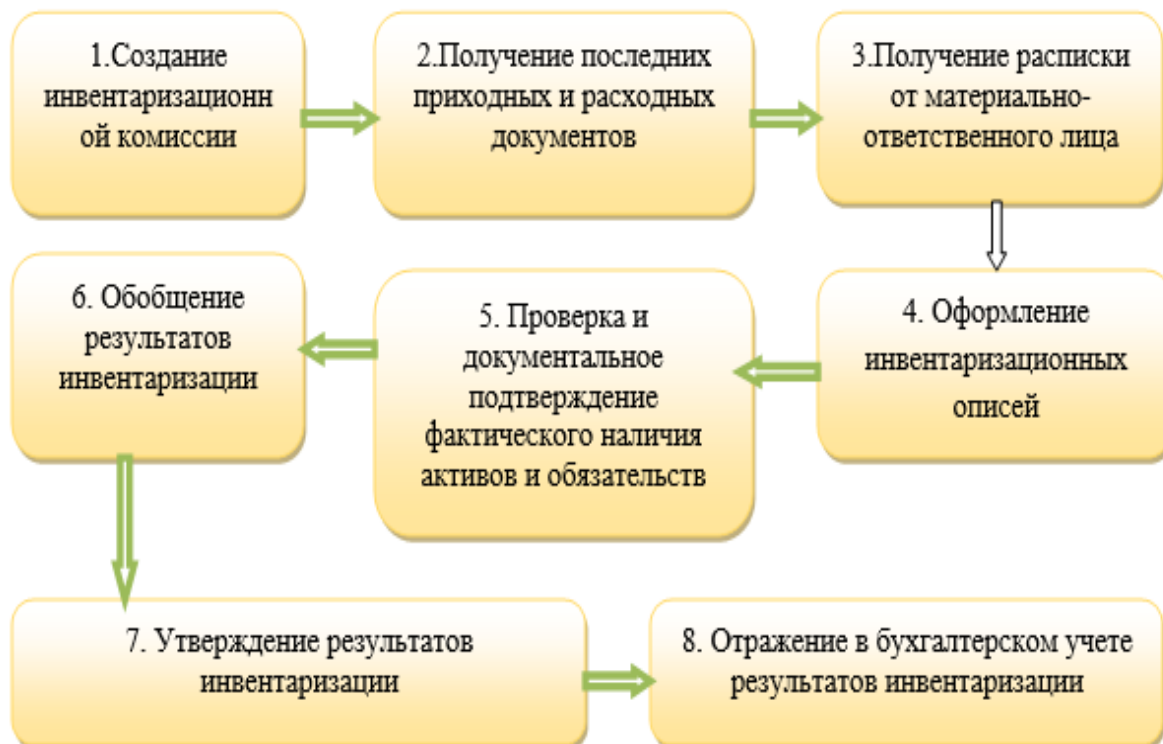 1.Создание
инвентаризационн
ой комиссии
2.Получение последних
приходных и расходных
документов
3.Получение расписки
от материально-
ответственного лица
4. Оформление
инвентаризационных
описей
5. Проверка и
документальное
подтверждение
фактического наличия
активов и обязательств
6. Обобщение
результатов
инвентаризации
7. Утверждение результатов
инвентаризации
8. Отражение в бухгалтерском учете
результатов инвентаризации